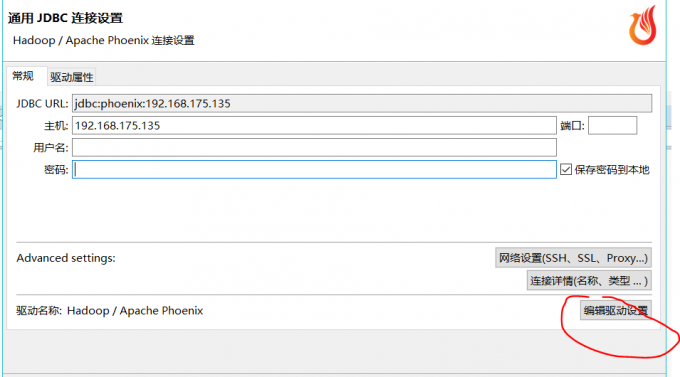 通用 JDBC 连接设置
Hadoop / Apache Phoenix 连接设置
常规 驱动属性
JDBC URL: jdbc:phoenix:192.168.175.135
主机: 192.168.175.135 端口:
用户名:
密码: 保存密码到本地
Advanced settings: 网络设置(SSH、SSL、Proxy...)
连接详情(名称、类型 ... )
驱动名称: Hadoop / Apache Phoenix 编辑驱动设置